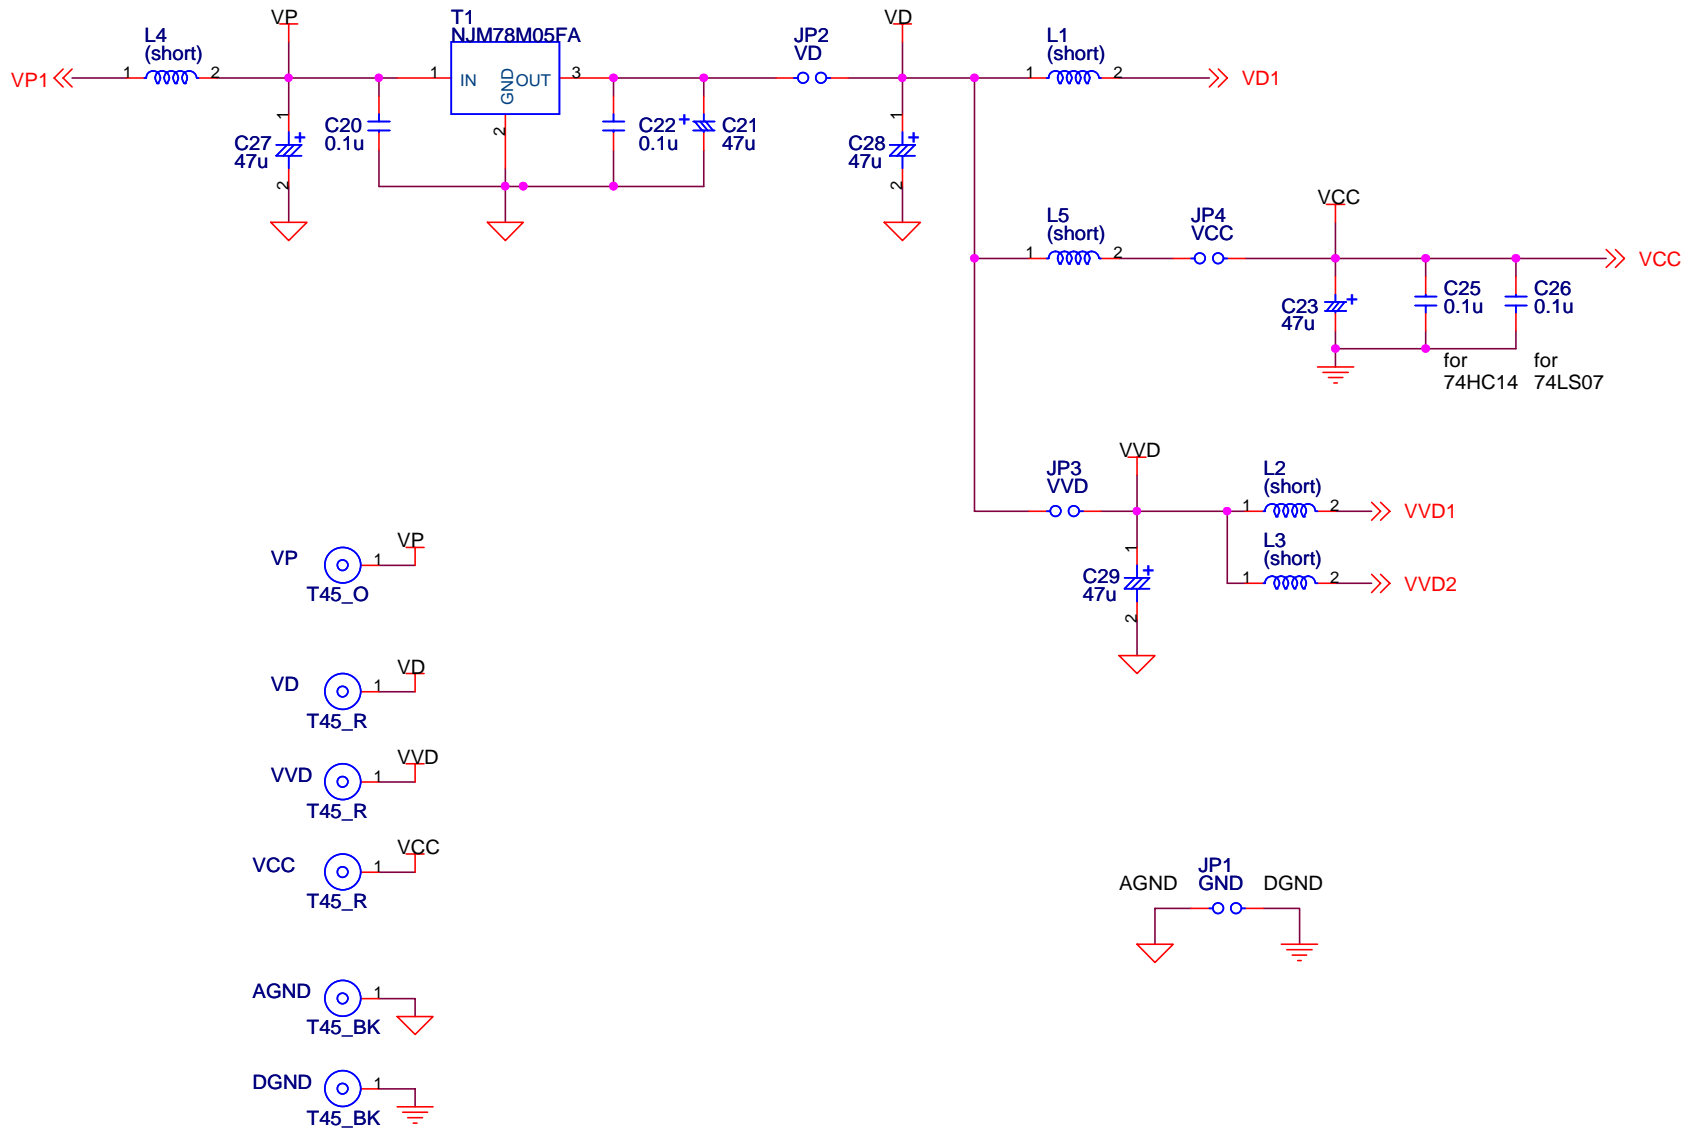 VP1
L4
(short)
1
2
VP
C27
47u
1
2
C20
0.1u
T1
NJM78M05FA
1
IN
GND
OUT
3
2
C22
0.1u
C21
47u
JP2
VD
VD
C28
47u
1
2
L1
(short)
1
2
VD1
L5
(short)
1
2
JP4
VCC
VCC
VCC
C23
47u
C25
0.1u
C26
0.1u
for
74HC14
for
74LS07
JP3
VVD
VVD
C29
47u
1
2
L2
(short)
1
2
VVD1
L3
(short)
1
2
VVD2
VP
1
VP
T45_O
VD
1
VD
T45_R
VVD
1
VVD
T45_R
VCC
1
VCC
T45_R
AGND
1
T45_BK
DGND
1
T45_BK
AGND
JP1
GND
DGND